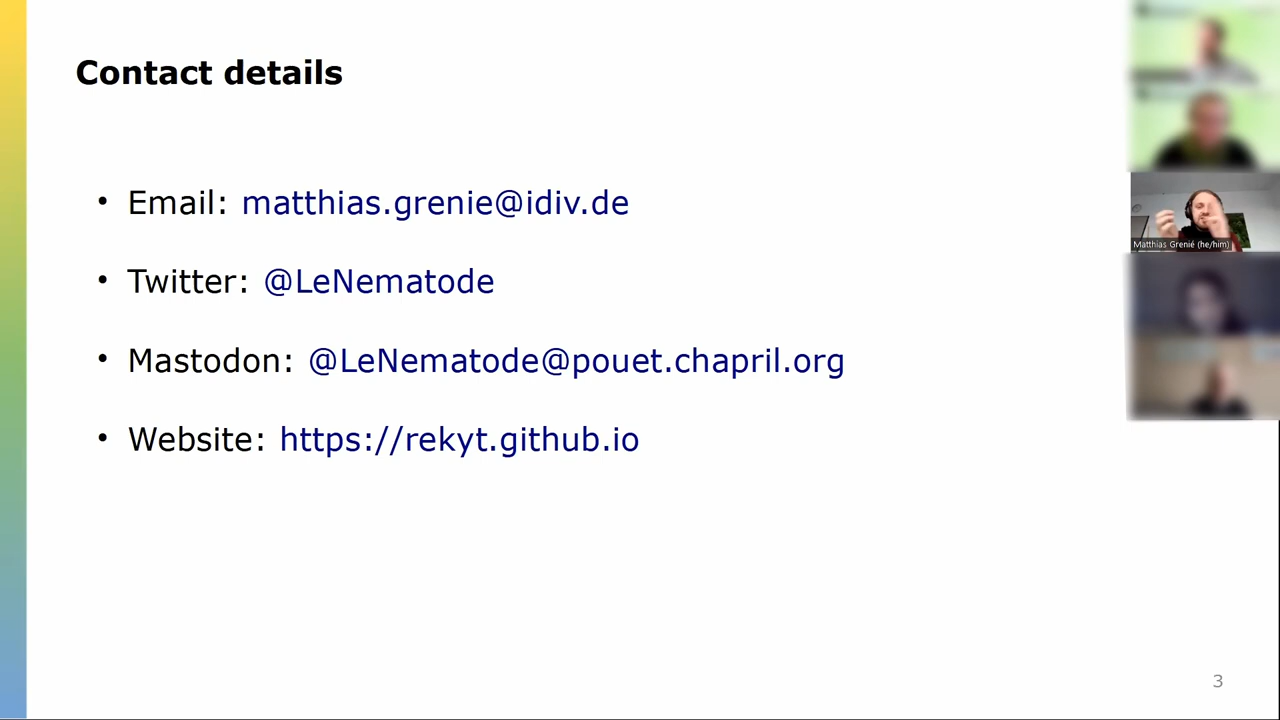 Contact details
• Email: matthias.grenie@idiv.de
• Twitter: @LeNematode
• Mastodon: @LeNematode@pouet.chapril.org
• Website: https://rekyt.github.io
Matthias Grenié (he/him)
3